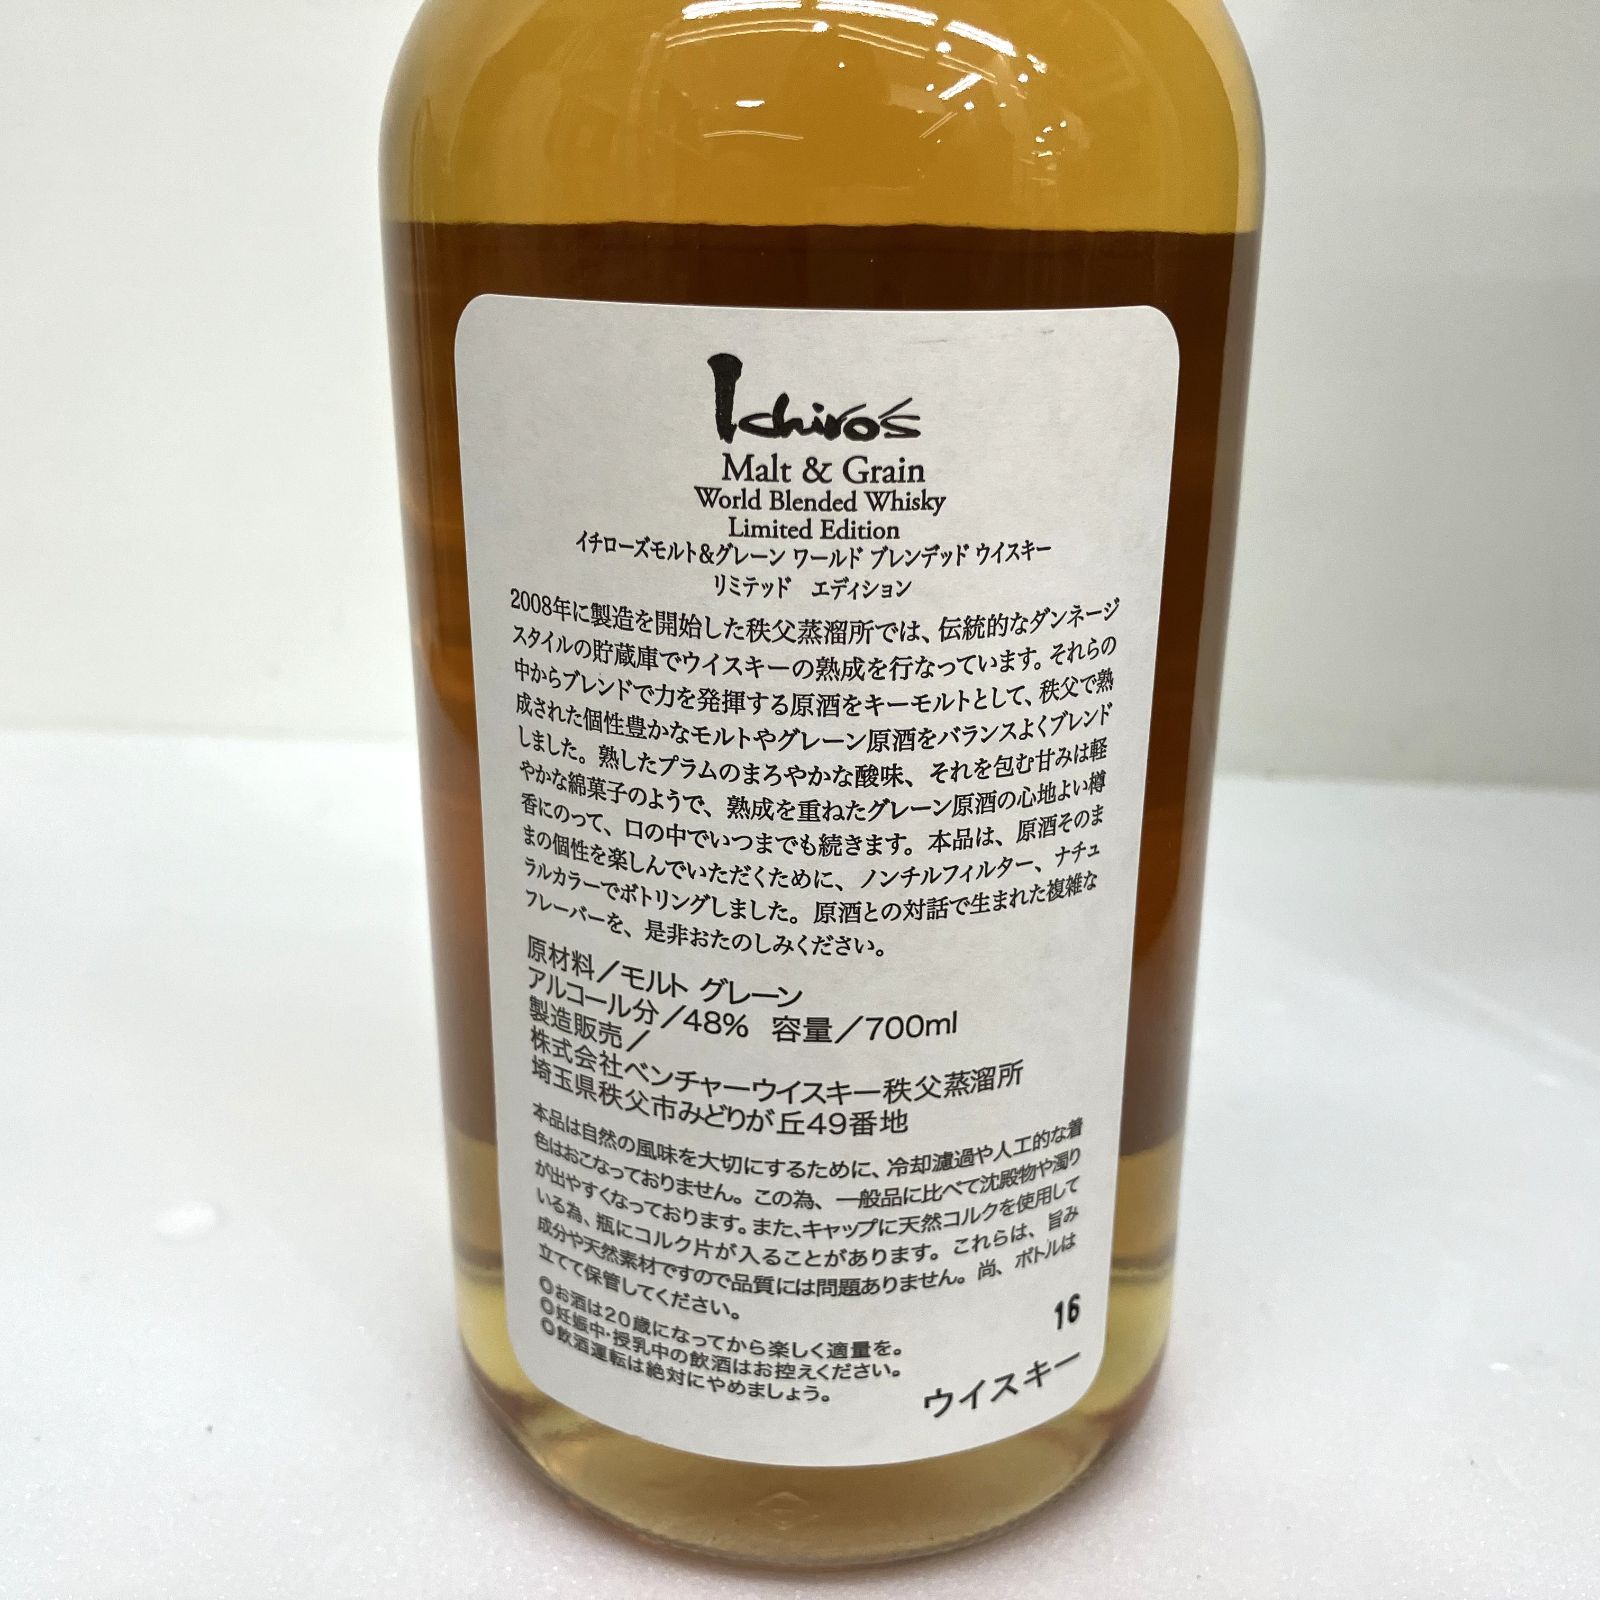 Ichiro's
Malt & Grain
World Blended Whisky
Limited Edition
イチローズモルト&グレーン ワールド ブレンデッド ウイスキー
リミテッド エディション
2008年に製造を開始した秩父蒸溜所では、伝統的なダンネージ
スタイルの貯蔵庫でウイスキーの熟成を行なっています。それらの
中からブレンドで力を発揮する原酒をキーモルトとして、秩父で熟
成された個性豊かなモルトやグレーン原酒をバランスよくブレンド
しました。熟したプラムのまろやかな酸味、それを包む甘みは軽
やかな綿菓子のようで、熟成を重ねたグレーン原酒の心地よい樽
香にのって、口の中でいつまでも続きます。本品は、原酒そのま
まの個性を楽しんでいただくために、ノンチルフィルター、ナチュ
ラルカラーでボトリングしました。原酒との対話で生まれた複雑な
フレーバーを、是非おたのしみください。
原材料/モルト グレーン
アルコール分/48% 容量/700ml
製造販売/
株式会社ベンチャーウイスキー秩父蒸溜所
埼玉県秩父市みどりが丘49番地
本品は自然の風味を大切にするために、冷却濾過や人工的な着
色はおこなっておりません。この為、一般品に比べて沈殿物や濁り
が出やすくなっております。また、キャップに天然コルクを使用して
いる為、瓶にコルク片が入ることがあります。これらは、旨み
成分や天然素材ですので品質には問題ありません。尚、ボトルは
立てて保管してください。
◎お酒は20歳になってから楽しく適量を。
◎妊娠中・授乳中の飲酒はお控えください。
◎飲酒運転は絶対にやめましょう。
16
ウイスキー